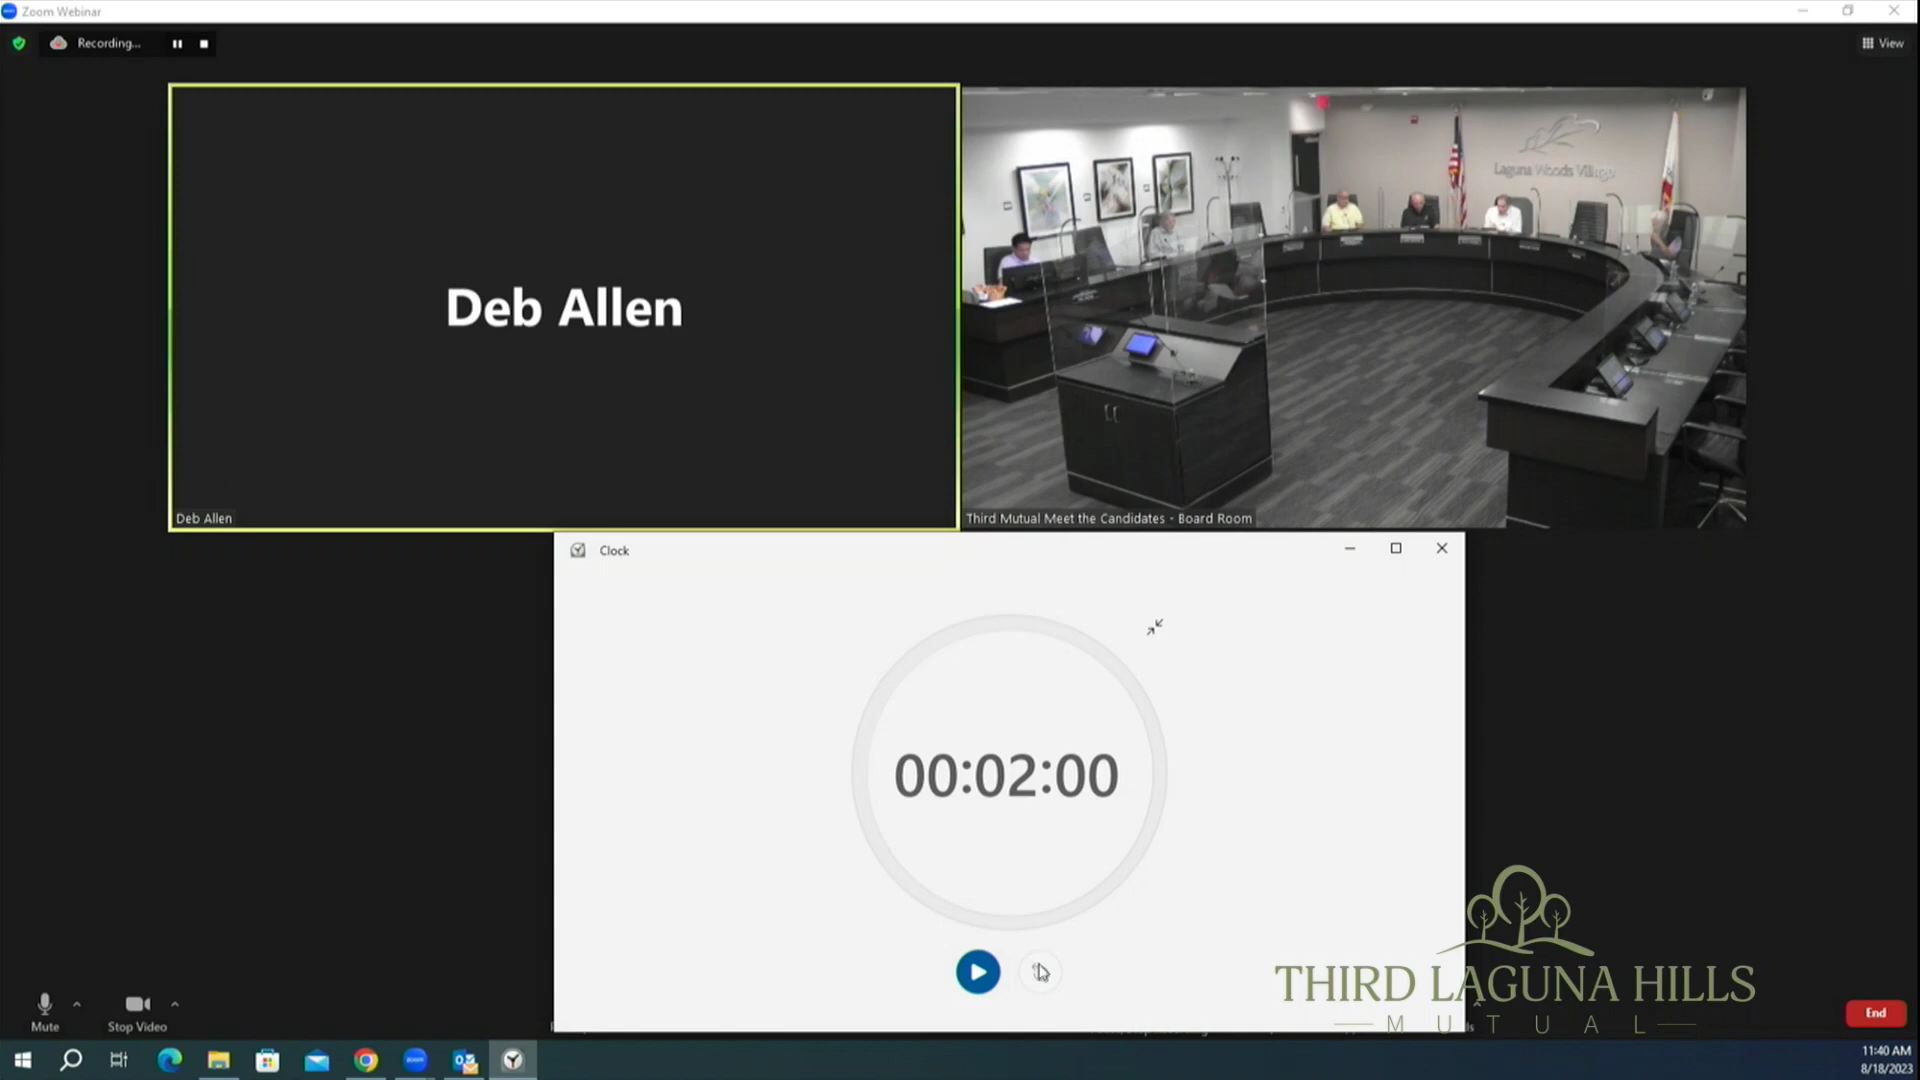 Zoom Webinar
Recording...
View
Deb Allen
Laguna Woods Village
Deb Allen
Third Mutual Meet the Candidates - Board Room
Clock
00:02:00
THIRD LAGUNA HILLS
MUTUAL
Mute
Stop Video
End
11:40 AM
8/18/2023